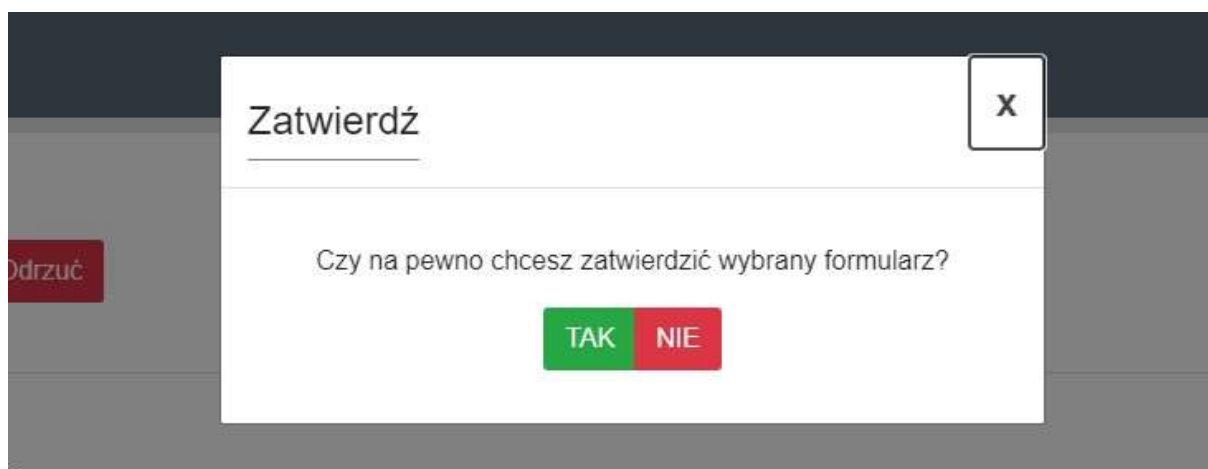 Zatwierdź
X
Odrzuć
Czy na pewno chcesz zatwierdzić wybrany formularz?
TAK NIE